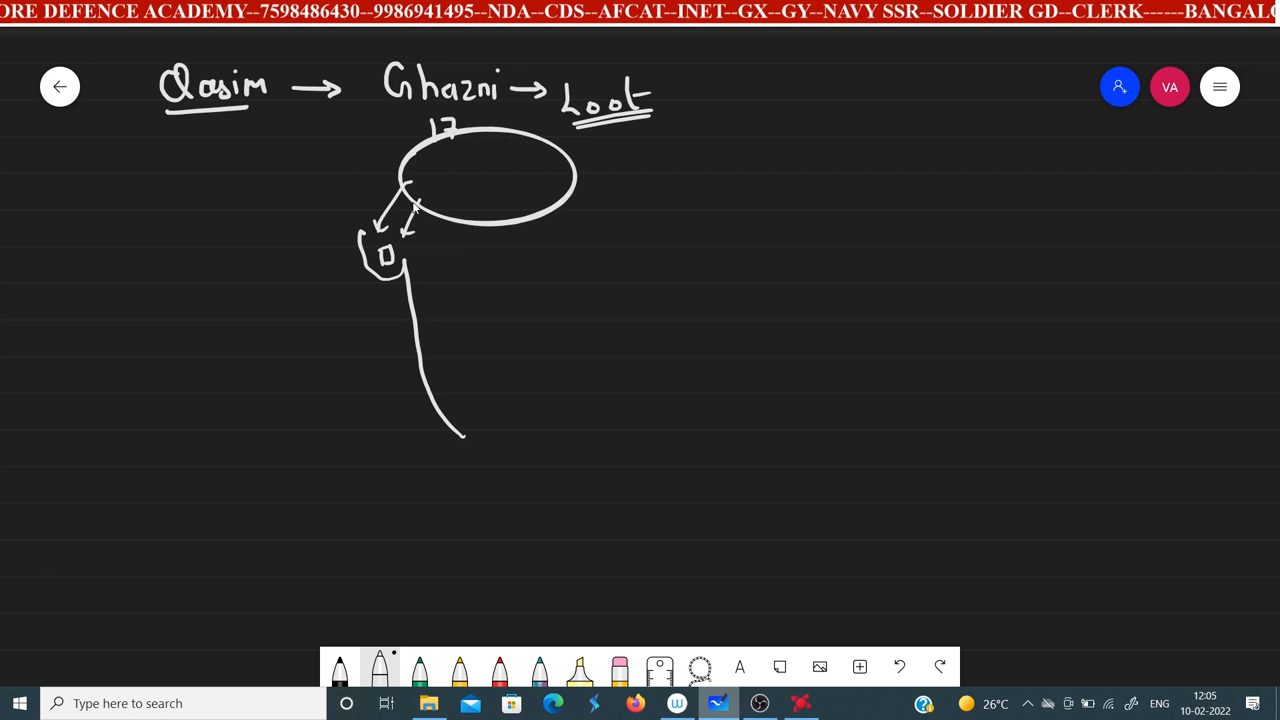 ORE DEFENCE ACADEMY--7598486430--9986941495--NDA--CDS--AFCAT--INET--GX--GY--NAVY SSR--SOLDIER GD--CLERK------BANGALO
Qasim → Ghazni → Loot
VA
17
A
Type here to search
26°C
ENG
12:05
10-02-2022